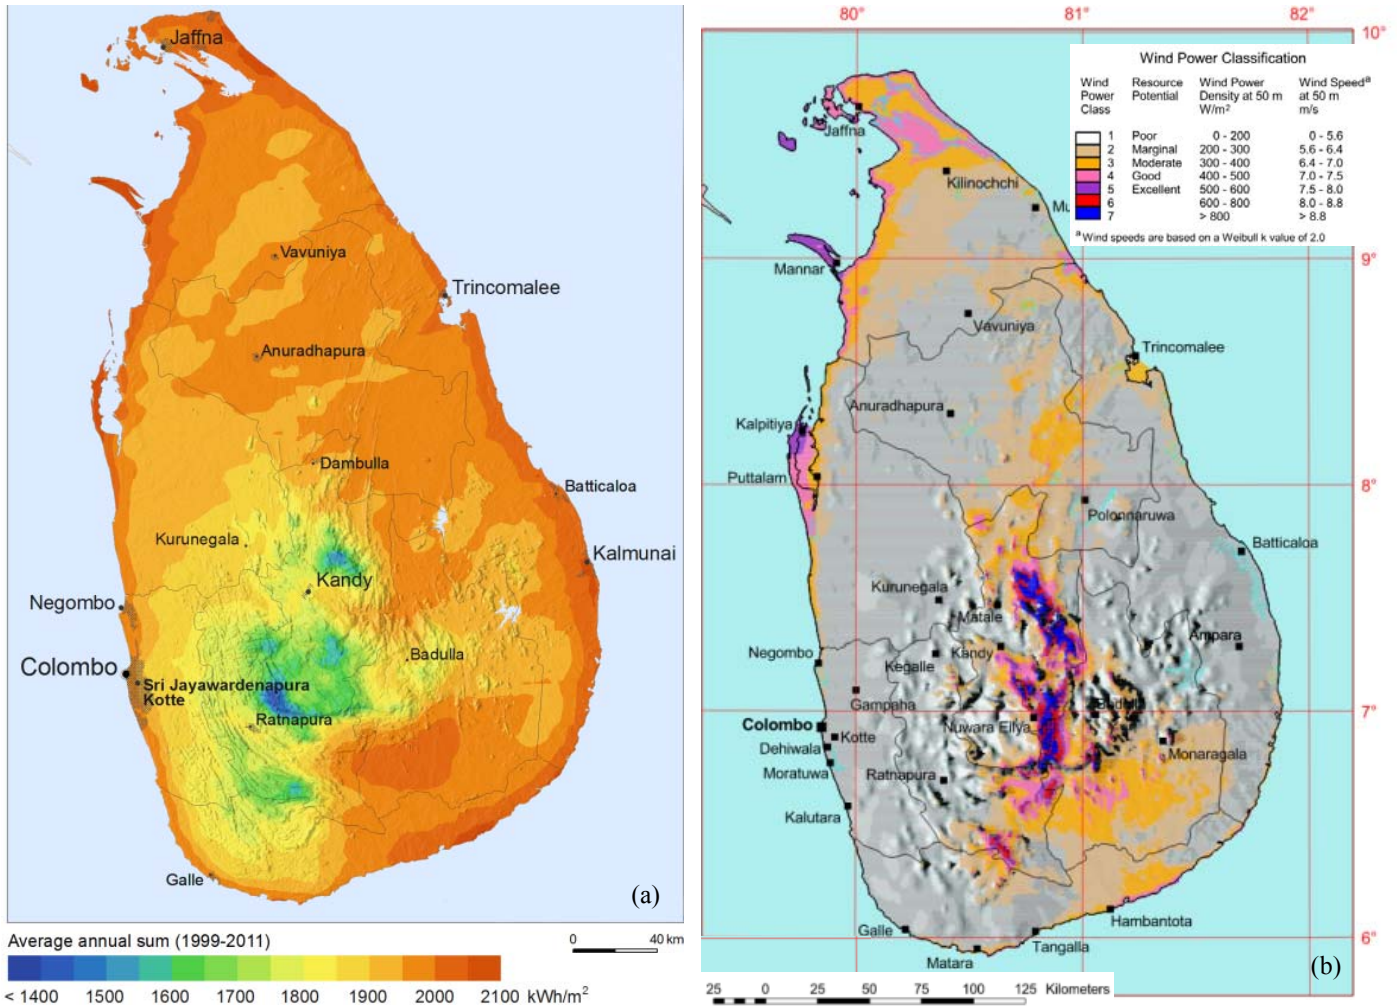 Jaffna
Vavuniya
Trincomalee
Anuradhapura
Dambulla
Batticaloa
Kurunegala
Kalmunai
Kandy
Negombo
Badulla
Colombo
Sri Jayawardenapura
Kotte
Ratnapura
Galle
(a)
Average annual sum (1999-2011)
0 40 km
< 1400 1500 1600 1700 1800 1900 2000 2100 kWh/m²
80° 81° 82°
10°
Wind Power Classification
Wind Resource Wind Power Wind Speedª
Power Potential Density at 50 m at 50 m
Class W/m² m/s
1 Poor 0 - 200 0 - 5.6
2 Marginal 200 - 300 5.6 - 6.4
3 Moderate 300 - 400 6.4 - 7.0
4 Good 400 - 500 7.0 - 7.5
5 Excellent 500 - 600 7.5 - 8.0
6 600 - 800 8.0 - 8.8
7 > 800 > 8.8
ª Wind speeds are based on a Weibull k value of 2.0
Jaffna
Kilinochchi
Mu
9°
Mannar
Vavuniya
Trincomalee
Anuradhapura
Kalpitiya
Puttalam
8°
Polonnaruwa
Batticaloa
Kurunegala
Matale
Ampara
Negombo
Kegalle
Kandy
Gampaha
Badulla
7°
Colombo
Nuwara Eliya
Kotte
Dehiwala
Monaragala
Moratuwa
Ratnapura
Kalutara
Hambantota
Galle
6°
Tangalla
Matara
(b)
25 0 25 50 75 100 125 Kilometers